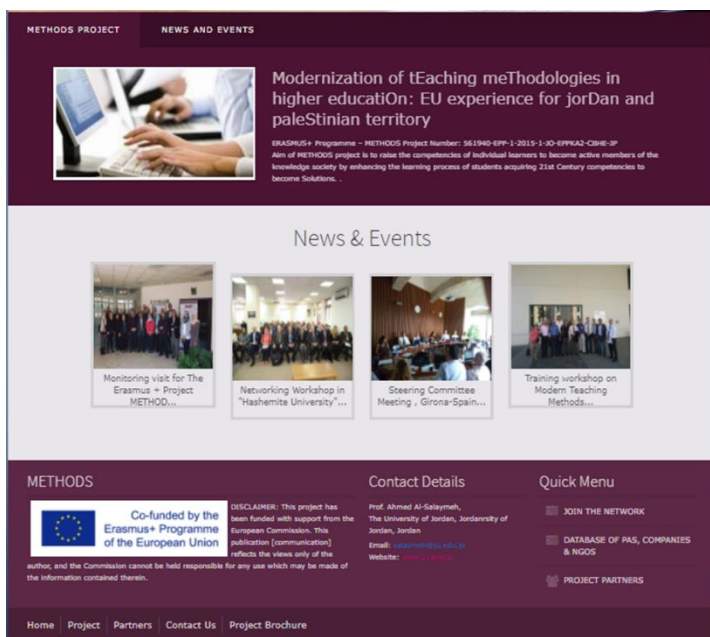 METHODS PROJECT
NEWS AND EVENTS
Modernization of tEaching meThodologies in
higher educatiOn: EU experience for jorDan and
paleStinian territory
ERASMUS+ Programme – METHODS Project Number: 561940-EPP-1-2015-1-JO-EPPKA2-CBHE-JP
Aim of METHODS project is to raise the competencies of individual learners to become active members of the
knowledge society by enhancing the learning process of students acquiring 21st Century competencies to
become Solutions. .
News & Events
Monitoring visit for The
Erasmus + Project
METHOD...
Networking Workshop in
"Hashemite University"...
Steering Committee
Meeting , Girona-Spain...
Training workshop on
Modern Teaching
Methods...
METHODS
Co-funded by the
Erasmus+ Programme
of the European Union
DISCLAIMER: This project has
been funded with support from the
European Commission. This
publication [communication]
reflects the views only of the
author, and the Commission cannot be held responsible for any use which may be made of
the information contained therein.
Contact Details
Prof. Ahmed Al-Salaymeh,
The University of Jordan, Jordanrsity of
Jordan, Jordan
Email:
Website:
Quick Menu
JOIN THE NETWORK
DATABASE OF PAS, COMPANIES
& NGOS
PROJECT PARTNERS
Home
Project
Partners
Contact Us
Project Brochure